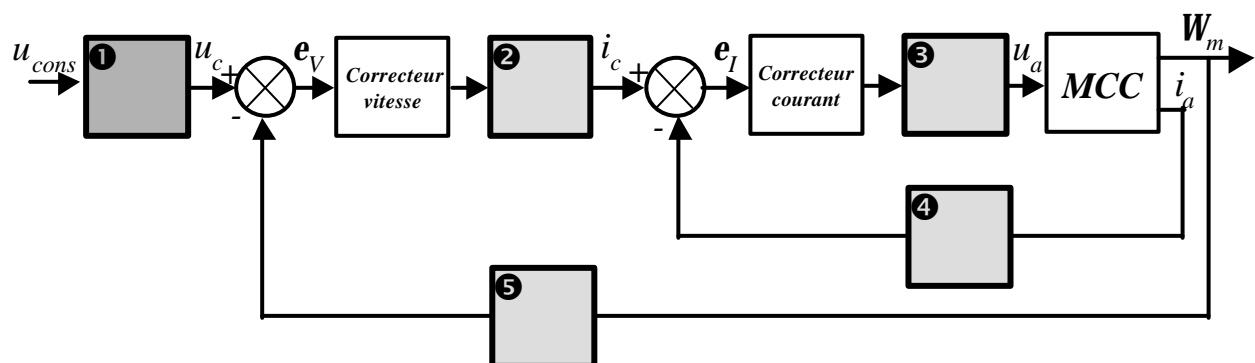 u_cons
❶
u_c
+
-
e_V
Correcteur
vitesse
❷
i_c
+
-
e_I
Correcteur
courant
❸
u_a
MCC
W_m
i_a
❹
❺